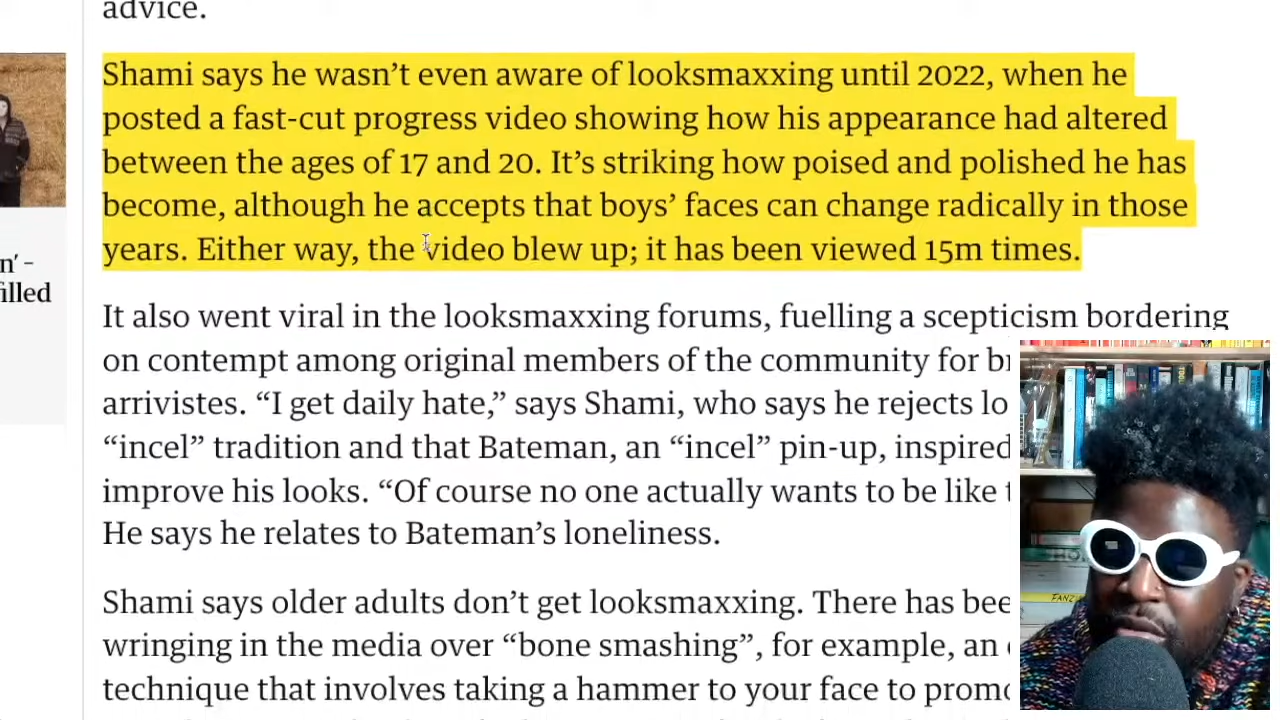 advice.
Shami says he wasn’t even aware of looksmaxxing until 2022, when he
posted a fast-cut progress video showing how his appearance had altered
between the ages of 17 and 20. It’s striking how poised and polished he has
become, although he accepts that boys’ faces can change radically in those
years. Either way, the video blew up; it has been viewed 15m times.
n’ –
illed
It also went viral in the looksmaxxing forums, fuelling a scepticism bordering
on contempt among original members of the community for
arrivistes. “I get daily hate,” says Shami, who says he rejects
“incel” tradition and that Bateman, an “incel” pin-up, inspired
improve his looks. “Of course no one actually wants to be like
He says he relates to Bateman’s loneliness.
Shami says older adults don’t get looksmaxxing. There has
wringing in the media over “bone smashing”, for example, an
technique that involves taking a hammer to your face to